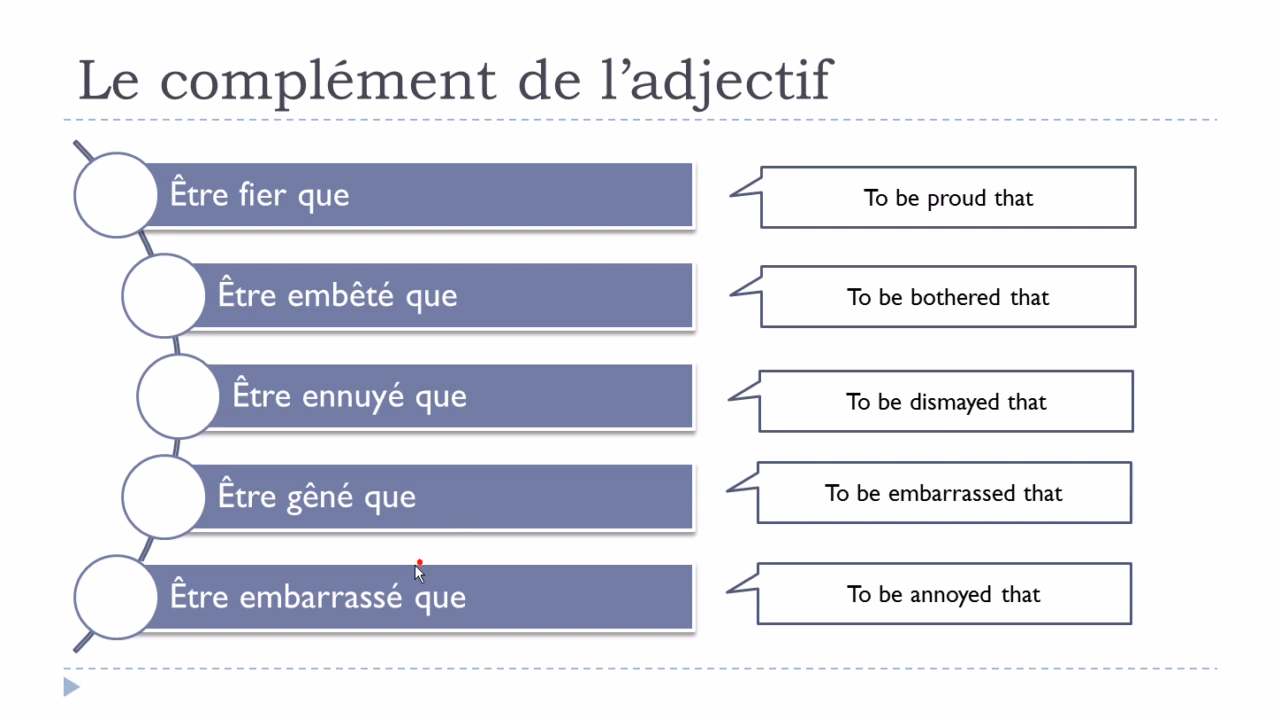 Le complément de l’adjectif
Être fier que
To be proud that
Être embêté que
To be bothered that
Être ennuyé que
To be dismayed that
Être gêné que
To be embarrassed that
Être embarrassé que
To be annoyed that